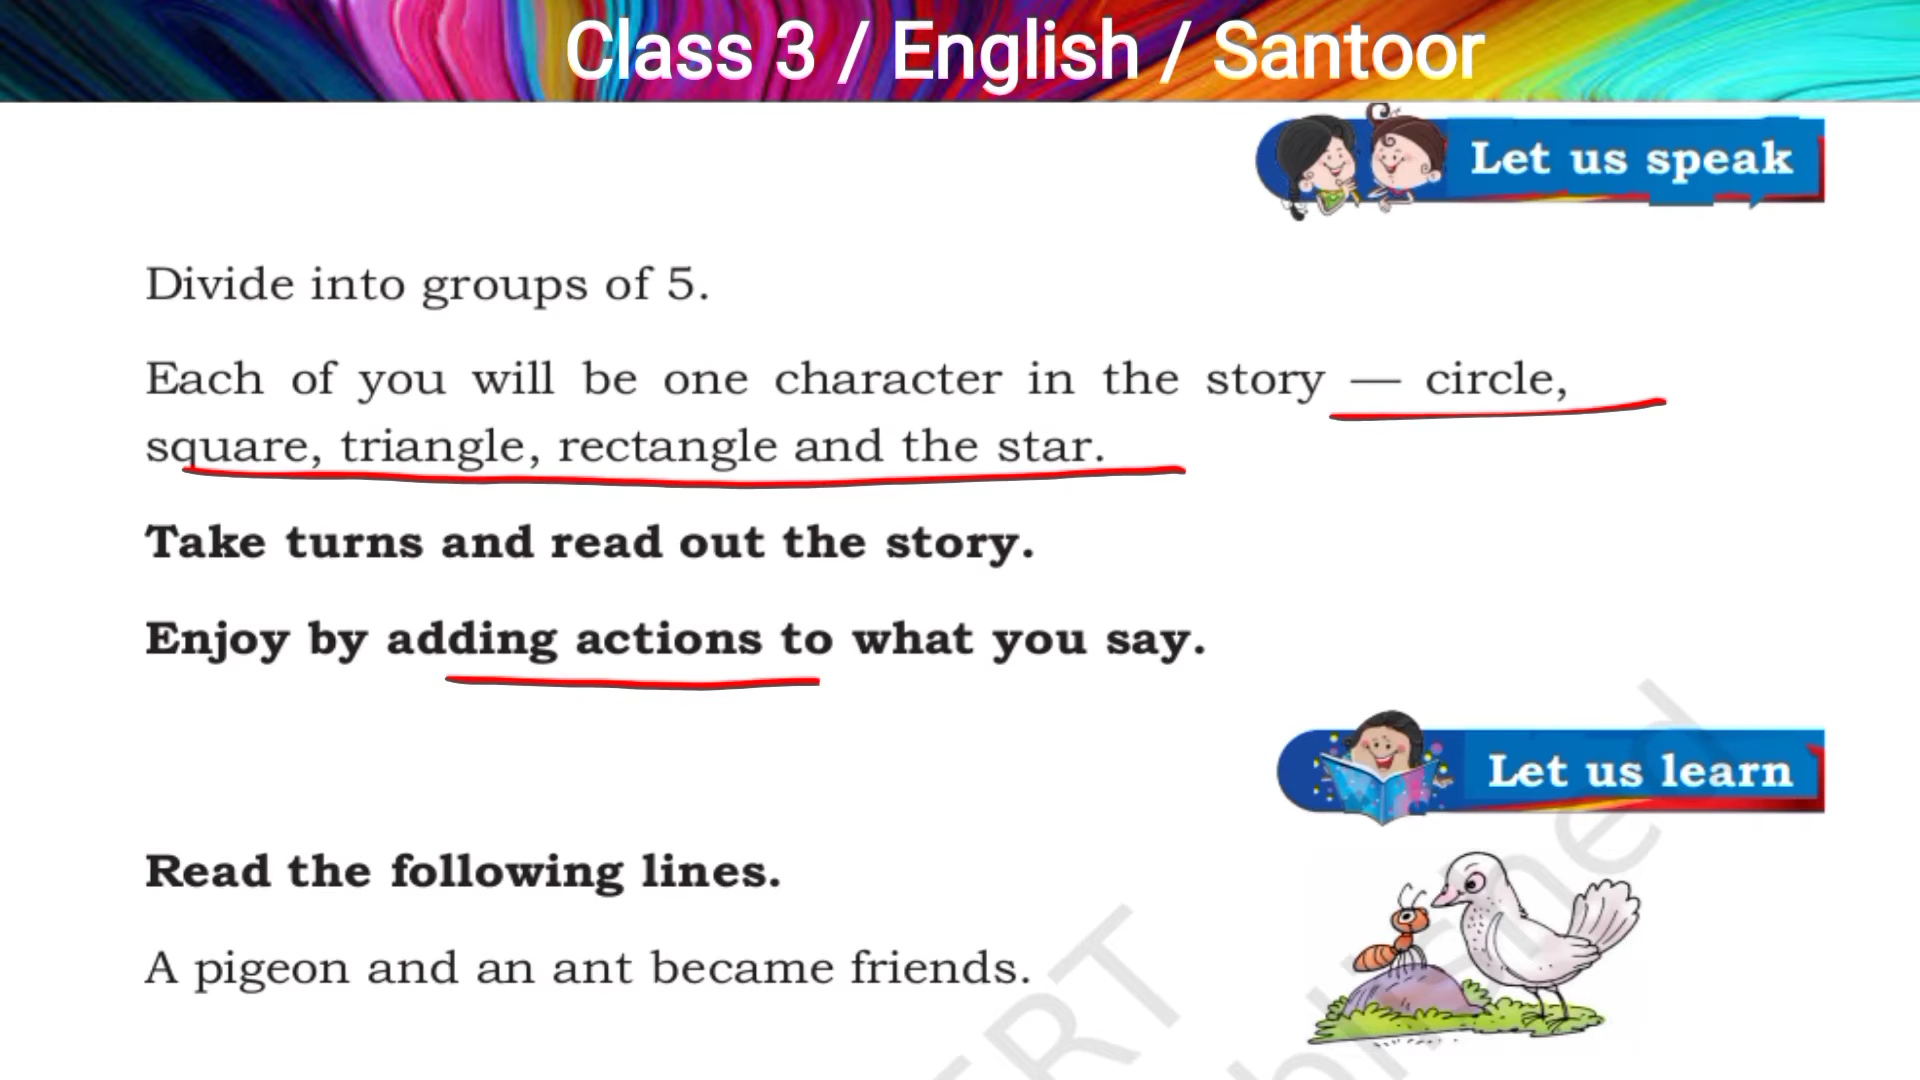 Class 3 / English / Santoor
Let us speak
Divide into groups of 5.
Each of you will be one character in the story — circle,
square, triangle, rectangle and the star.
Take turns and read out the story.
Enjoy by adding actions to what you say.
Let us learn
Read the following lines.
A pigeon and an ant became friends.